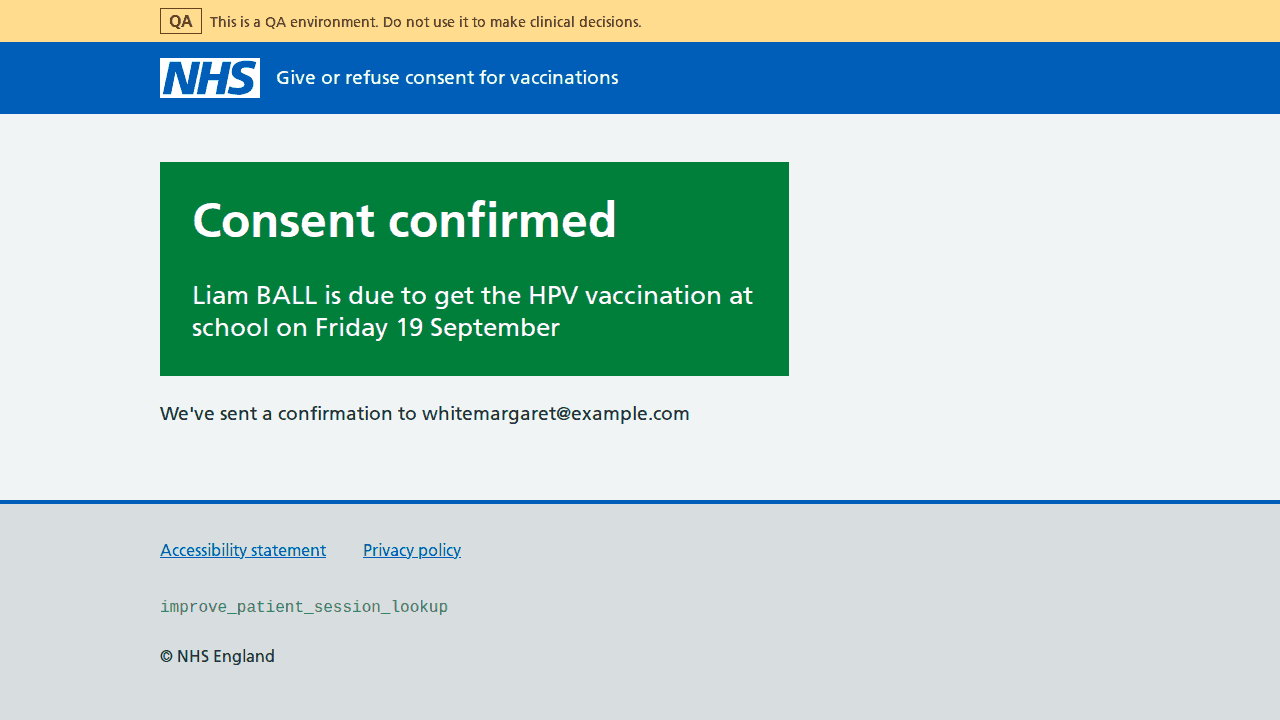 QA This is a QA environment. Do not use it to make clinical decisions.
NHS Give or refuse consent for vaccinations
Consent confirmed
Liam BALL is due to get the HPV vaccination at
school on Friday 19 September
We've sent a confirmation to whitemargaret@example.com
Accessibility statement Privacy policy
improve_patient_session_lookup
© NHS England